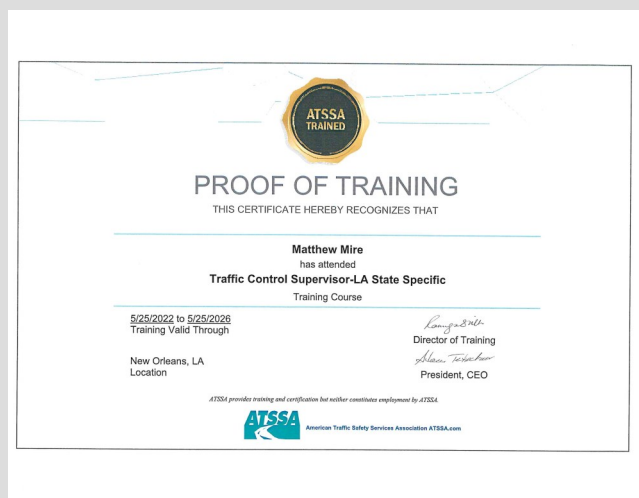 ATSSA
TRAINED
PROOF OF TRAINING
THIS CERTIFICATE HEREBY RECOGNIZES THAT
Matthew Mire
has attended
Traffic Control Supervisor-LA State Specific
Training Course
5/25/2022 to 5/25/2026
Training Valid Through
Director of Training
New Orleans, LA
Location
President, CEO
ATSSA provides training and certification but neither constitutes employment by ATSSA.
ATSSA
American Traffic Safety Services Association ATSSA.com